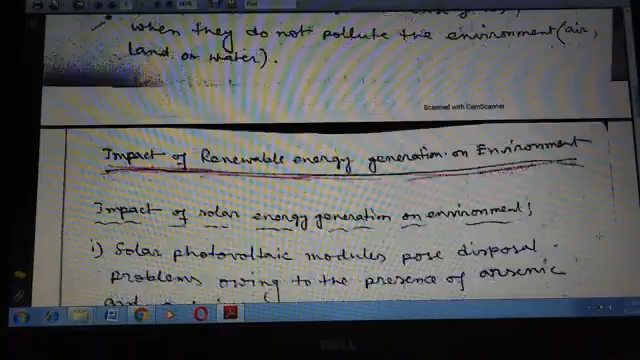 when they do not pollute the environment (air,
land or water).
Scanned with CamScanner
Impact of Renewable energy generation on Environment
Impact of solar energy generation on environment:
i) Solar photovoltaic modules pose disposal
problems owing to the presence of arsenic
and
DELL